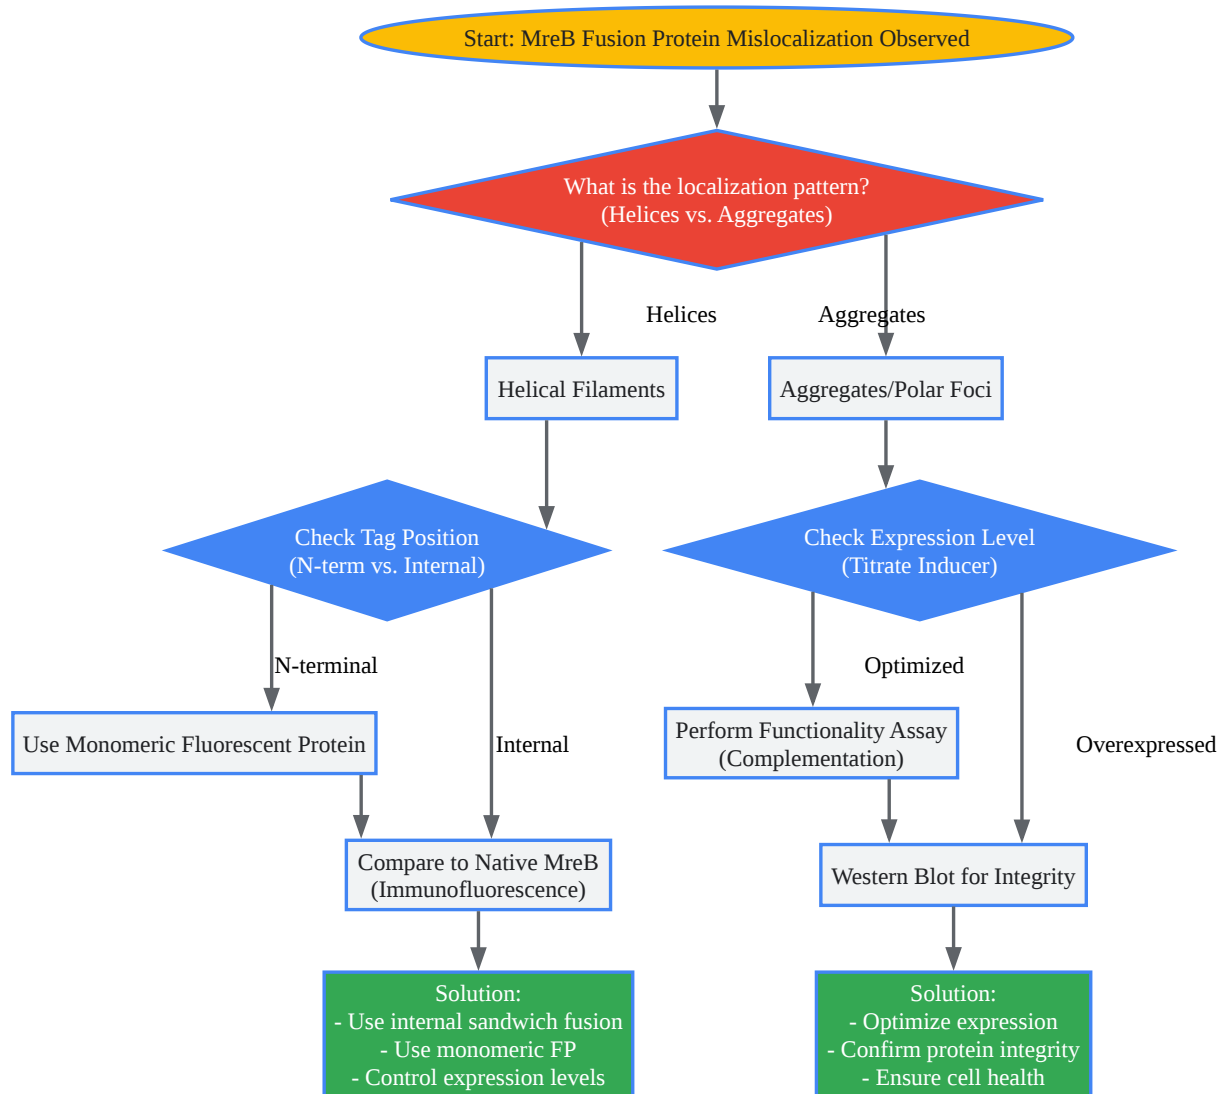 Start: MreB Fusion Protein Mislocalization Observed
What is the localization pattern?
(Helices vs. Aggregates)
Helices
Aggregates
Helical Filaments
Aggregates/Polar Foci
Check Tag Position
(N-term vs. Internal)
Check Expression Level
(Titrate Inducer)
N-terminal
Optimized
Use Monomeric Fluorescent Protein
Internal
Perform Functionality Assay
(Complementation)
Overexpressed
Compare to Native MreB
(Immunofluorescence)
Western Blot for Integrity
Solution:
- Use internal sandwich fusion
- Use monomeric FP
- Control expression levels
Solution:
- Optimize expression
- Confirm protein integrity
- Ensure cell health